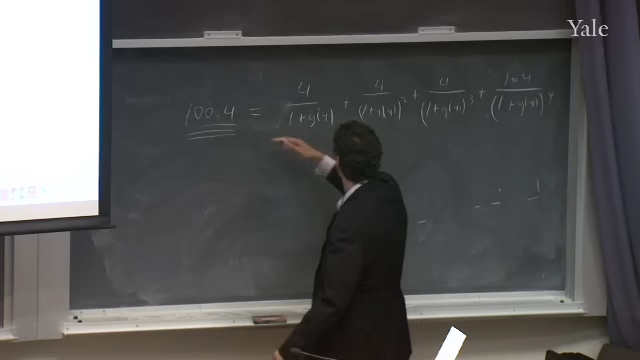 Yale
100.4 = 4/(1+y(4)) + 4/(1+y(4))^2 + 4/(1+y(4))^3 + 104/(1+y(4))^4